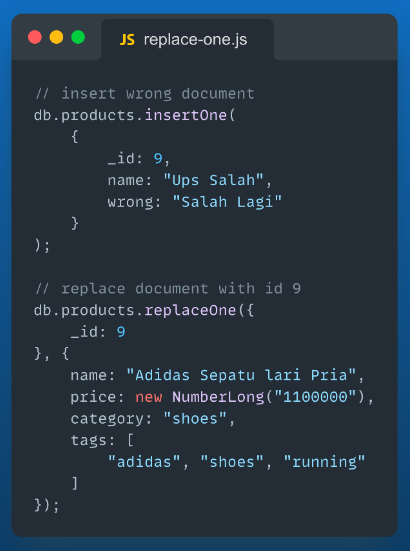 JS replace-one.js
// insert wrong document
db.products.insertOne(
    {
        _id: 9,
        name: "Ups Salah",
        wrong: "Salah Lagi"
    }
);

// replace document with id 9
db.products.replaceOne({
    _id: 9
}, {
    name: "Adidas Sepatu lari Pria",
    price: new NumberLong("1100000"),
    category: "shoes",
    tags: [
        "adidas", "shoes", "running"
    ]
});